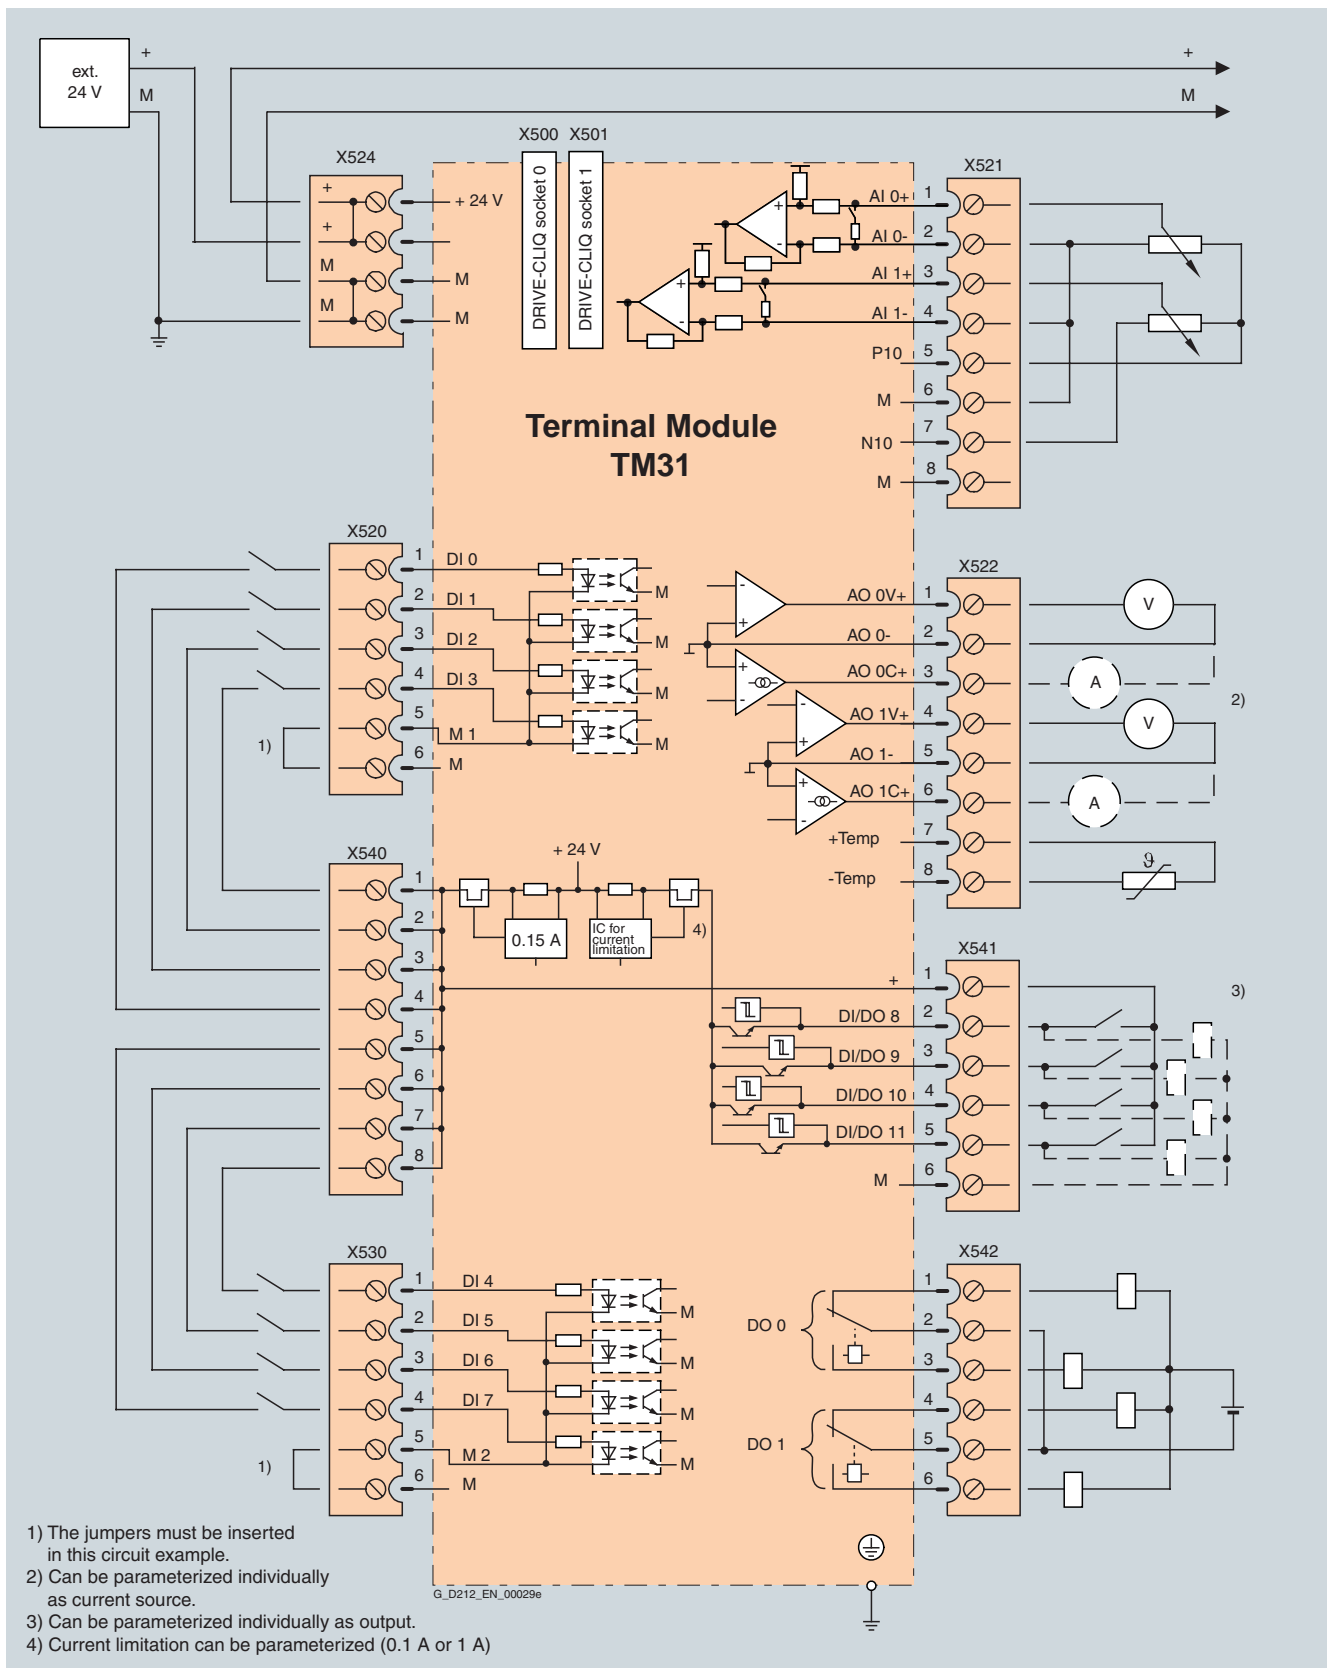 ext.
24 V
+
M
+
M
X500 X501
DRIVE-CLIQ socket 0
DRIVE-CLIQ socket 1
X524
+
+
M
M
+ 24 V
M
M
X521
AI 0+ 1
AI 0- 2
AI 1+ 3
AI 1- 4
P10 5
M 6
N10 7
M 8
+
-
+
-
Terminal Module
TM31
X520
1 DI 0
2 DI 1
3 DI 2
4 DI 3
5 M 1
6 M
M
M
M
M
1)
X522
AO 0V+ 1
AO 0- 2
AO 0C+ 3
AO 1V+ 4
AO 1- 5
AO 1C+ 6
+Temp 7
-Temp 8
-
+
+
-
-
+
+
-
V
A
V
A
2)
ϑ
X540
1
2
3
4
5
6
7
8
+ 24 V
0.15 A
IC for
current
limitation
4)
X541
+ 1
DI/DO 8 2
DI/DO 9 3
DI/DO 10 4
DI/DO 11 5
M 6
3)
X530
1 DI 4
2 DI 5
3 DI 6
4 DI 7
5 M 2
6 M
M
M
M
M
1)
X542
1
2
3
4
5
6
DO 0
DO 1
1) The jumpers must be inserted
in this circuit example.
2) Can be parameterized individually
as current source.
3) Can be parameterized individually as output.
4) Current limitation can be parameterized (0.1 A or 1 A)
G_D212_EN_00029e